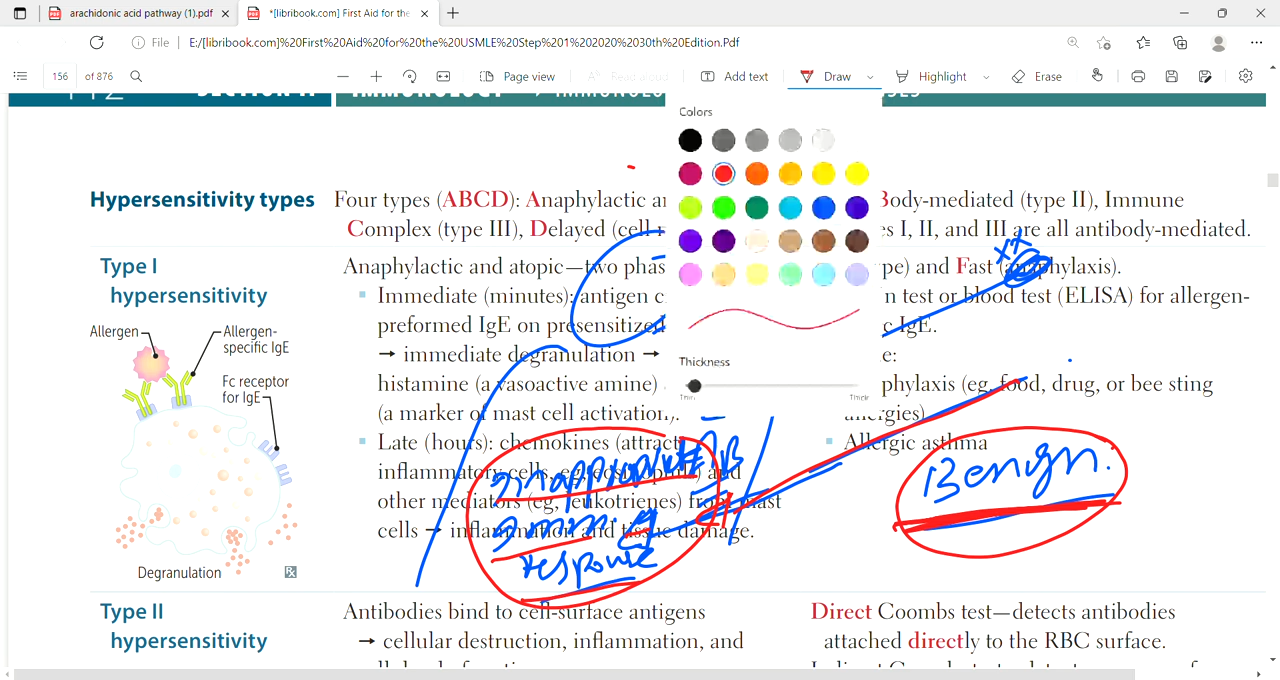 arachidonic acid pathway (1).pdf
*[libribook.com] First Aid for the
File
E:/[libribook.com]%20First%20Aid%20for%20the%20USMLE%20Step%201%202020%2030th%20Edition.Pdf
156 of 876
Page view
Read aloud
Add text
Draw
Highlight
Erase
Colors
Thickness
Thin
Hypersensitivity types
Four types (ABCD): Anaphylactic
Body-mediated (type II), Immune
Complex (type III), Delayed (cell
I, II, and III are all antibody-mediated.
Type I
hypersensitivity
Anaphylactic and atopic—two
and Fast (anaphylaxis).
Immediate (minutes): antigen
test or blood test (ELISA) for allergen-
preformed IgE on presensitized
IgE.
→ immediate degranulation →
histamine (a vasoactive amine)
(eg, food, drug, or bee sting
(a marker of mast cell activation).
allergies)
Late (hours): chemokines
Allergic asthma
inflammatory cells, eg, and
other mediators (eg, leukotrienes) from mast
cells → inflammation and tissue damage.
Allergen
Allergen-
specific IgE
Fc receptor
for IgE
Degranulation
Benign.
response
Type II
hypersensitivity
Antibodies bind to cell-surface antigens
→ cellular destruction, inflammation, and
Direct Coombs test—detects antibodies
attached directly to the RBC surface.